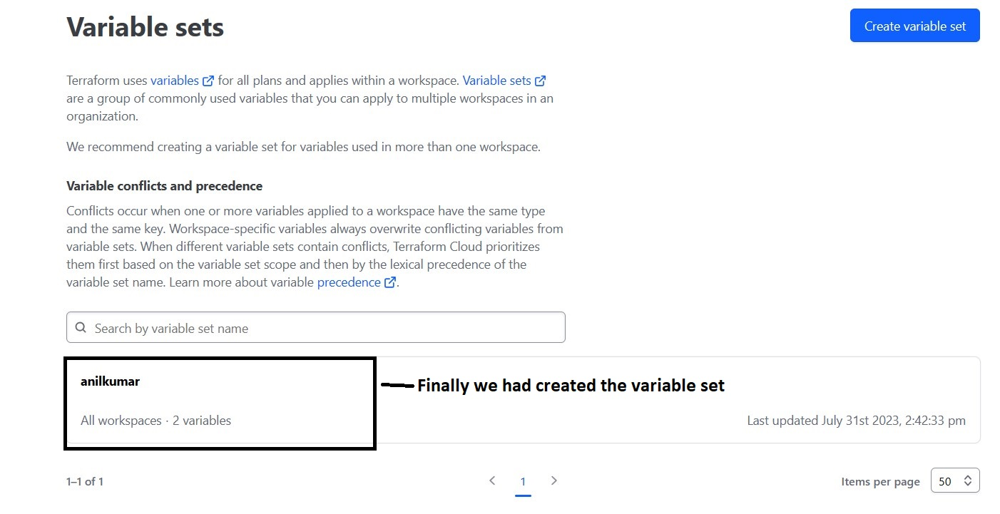 Variable sets
Create variable set
Terraform uses variables for all plans and applies within a workspace. Variable sets
are a group of commonly used variables that you can apply to multiple workspaces in an
organization.
We recommend creating a variable set for variables used in more than one workspace.
Variable conflicts and precedence
Conflicts occur when one or more variables applied to a workspace have the same type
and the same key. Workspace-specific variables always overwrite conflicting variables from
variable sets. When different variable sets contain conflicts, Terraform Cloud prioritizes
them first based on the variable set scope and then by the lexical precedence of the
variable set name. Learn more about variable precedence.
Search by variable set name
anilkumar
Finally we had created the variable set
All workspaces · 2 variables
Last updated July 31st 2023, 2:42:33 pm
1–1 of 1
1
Items per page
50